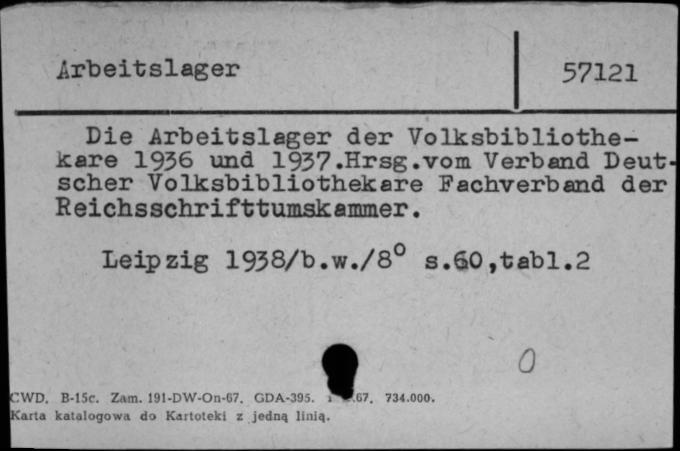 Arbeitslager 57121
Die Arbeitslager der Volksbibliothe-
kare 1936 und 1937.Hrsg.vom Verband Deut-
scher Volksbibliothekare Fachverband der
Reichsschrifttumskammer.
Leipzig 1938/b.w./8° s.60,tabl.2
0
CWD. B-15c. Zam. 191-DW-On-67. GDA-395. .67. 734.000.
Karta katalogowa do Kartoteki z jedną linią.